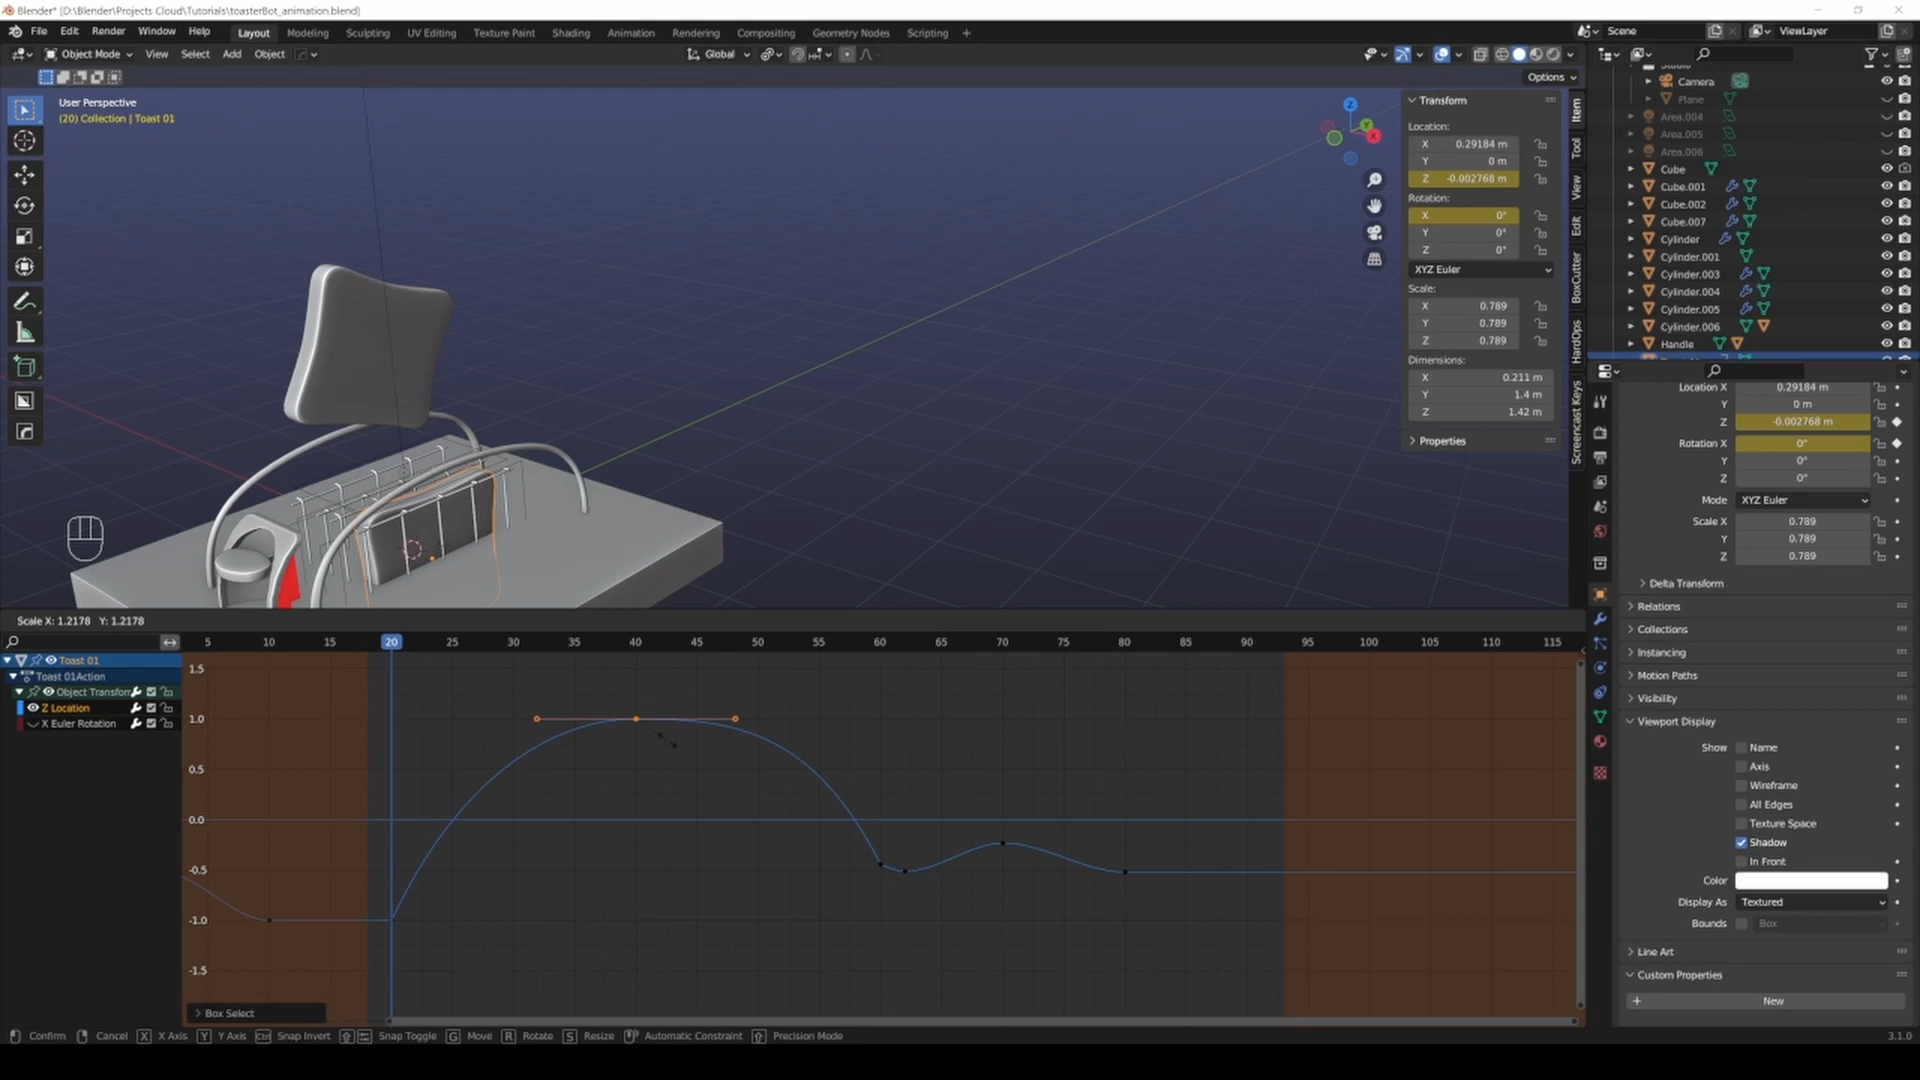 Blender* [D:\Blender\Projects Cloud\Tutorials\toasterBot_animation.blend]
File Edit Render Window Help Layout Modeling Sculpting UV Editing Texture Paint Shading Animation Rendering Compositing Geometry Nodes Scripting + Scene ViewLayer
Object Mode View Select Add Object Global
Options
User Perspective
(20) Collection | Toast 01
Z
Y
X
Transform
Location:
X 0.29184 m
Y 0 m
Z -0.002768 m
Rotation:
X 0°
Y 0°
Z 0°
XYZ Euler
Scale:
X 0.789
Y 0.789
Z 0.789
Dimensions:
X 0.211 m
Y 1.4 m
Z 1.42 m
Properties
Item
Tool
View
Edit
BoxCutter
HardOps
Screencast Keys
Camera
Plane
Area.004
Area.005
Area.006
Cube
Cube.001
Cube.002
Cube.007
Cylinder
Cylinder.001
Cylinder.003
Cylinder.004
Cylinder.005
Cylinder.006
Handle
Location X 0.29184 m
Y 0 m
Z -0.002768 m
Rotation X 0°
Y 0°
Z 0°
Mode XYZ Euler
Scale X 0.789
Y 0.789
Z 0.789
Delta Transform
Relations
Collections
Instancing
Motion Paths
Visibility
Viewport Display
Show Name
Axis
Wireframe
All Edges
Texture Space
Shadow
In Front
Color
Display As Textured
Bounds Box
Line Art
Custom Properties
+ New
Scale X: 1.2178 Y: 1.2178
5 10 15 20 25 30 35 40 45 50 55 60 65 70 75 80 85 90 95 100 105 110 115
Toast 01
Toast 01Action
Object Transform
Z Location
X Euler Rotation
1.5
1.0
0.5
0.0
-0.5
-1.0
-1.5
Box Select
Confirm Cancel X X Axis Y Y Axis Ctrl Snap Invert Snap Toggle G Move R Rotate S Resize Automatic Constraint Precision Mode 3.1.0